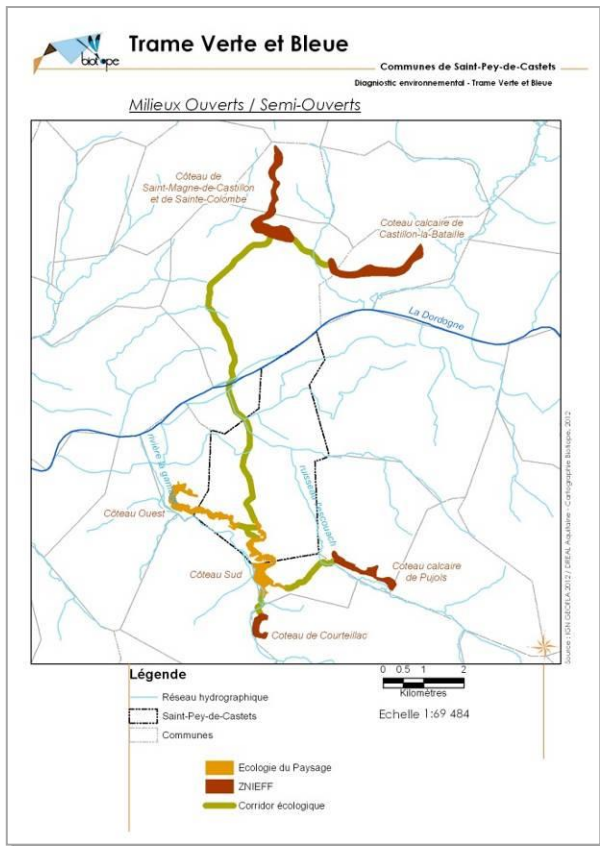 biotope
Trame Verte et Bleue
Communes de Saint-Pey-de-Castets
Diagnostic environnemental - Trame Verte et Bleue
Milieux Ouverts / Semi-Ouverts
Côteau de
Saint-Magne-de-Castillon
et de Sainte-Colombe
Coteau calcaire de
Castillon-la-Bataille
La Dordogne
rivière la gam
ruisseau
Côteau Ouest
Côteau Sud
Coteau calcaire
de Pujols
Coteau de Courteillac
Source : IGN GEOFLA 2012 / DREAL Aquitaine - Cartographie Biotope, 2012
Légende
Réseau hydrographique
Saint-Pey-de-Castets
Communes
0 0.5 1 2
Kilomètres
Echelle 1:69 484
Ecologie du Paysage
ZNIEFF
Corridor écologique